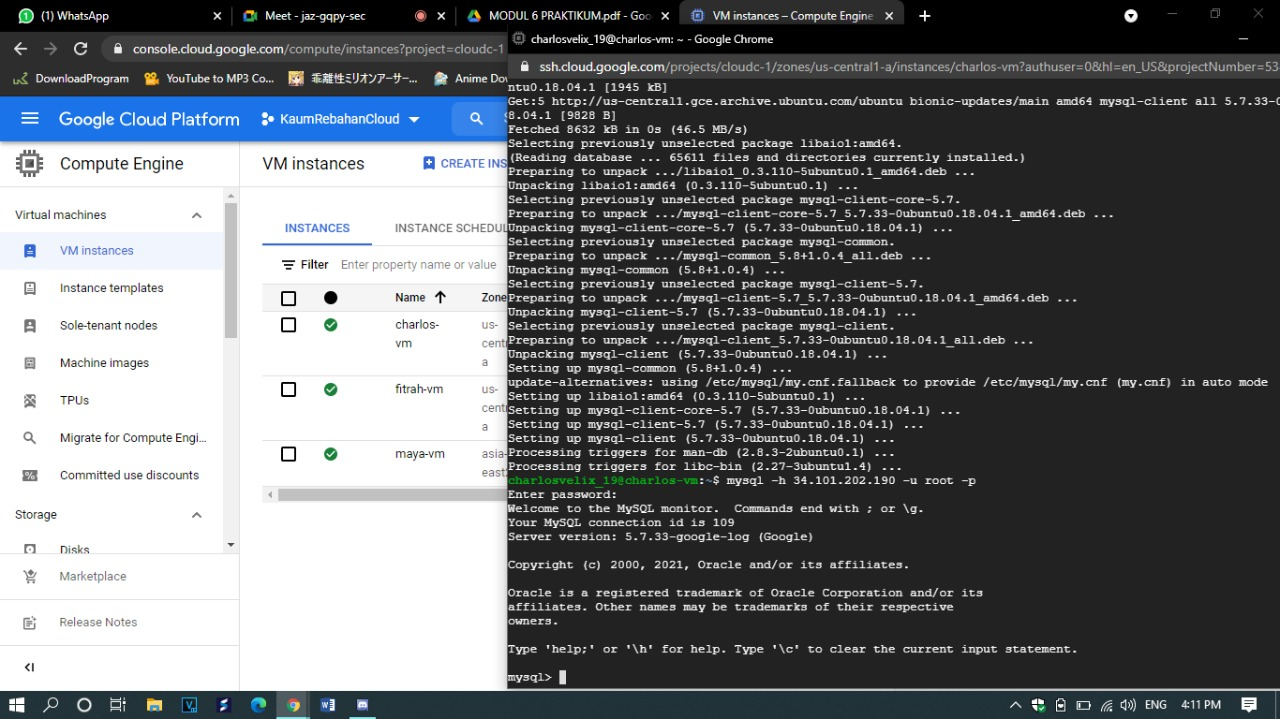 (1) WhatsApp
Meet - jaz-gqpy-sec
MODUL 6 PRAKTIKUM.pdf - Goo
VM instances – Compute Engine
console.cloud.google.com/compute/instances?project=cloudc-1
DownloadProgram
YouTube to MP3 Co...
乖離性ミリオンアーサー...
Anime Dow
Google Cloud Platform
KaumRebahanCloud
Compute Engine
Virtual machines
VM instances
Instance templates
Sole-tenant nodes
Machine images
TPUs
Migrate for Compute Engi...
Committed use discounts
Storage
Disks
Marketplace
Release Notes
VM instances
CREATE INS
INSTANCES
INSTANCE SCHEDUL
Filter
Enter property name or value
Name
Zone
charlos-
vm
us-
cent
a
fitrah-vm
us-
cent
a
maya-vm
asia-
east
charlosvelix_19@charlos-vm: ~ - Google Chrome
ssh.cloud.google.com/projects/cloudc-1/zones/us-central1-a/instances/charlos-vm?authuser=0&hl=en_US&projectNumber=53
ntu0.18.04.1 [1945 kB]
Get:5 http://us-central1.gce.archive.ubuntu.com/ubuntu bionic-updates/main amd64 mysql-client all 5.7.33-0
8.04.1 [9828 B]
Fetched 8632 kB in 0s (46.5 MB/s)
Selecting previously unselected package libaio1:amd64.
(Reading database ... 65611 files and directories currently installed.)
Preparing to unpack .../libaio1_0.3.110-5ubuntu0.1_amd64.deb ...
Unpacking libaio1:amd64 (0.3.110-5ubuntu0.1) ...
Selecting previously unselected package mysql-client-core-5.7.
Preparing to unpack .../mysql-client-core-5.7_5.7.33-0ubuntu0.18.04.1_amd64.deb ...
Unpacking mysql-client-core-5.7 (5.7.33-0ubuntu0.18.04.1) ...
Selecting previously unselected package mysql-common.
Preparing to unpack .../mysql-common_5.8+1.0.4_all.deb ...
Unpacking mysql-common (5.8+1.0.4) ...
Selecting previously unselected package mysql-client-5.7.
Preparing to unpack .../mysql-client-5.7_5.7.33-0ubuntu0.18.04.1_amd64.deb ...
Unpacking mysql-client-5.7 (5.7.33-0ubuntu0.18.04.1) ...
Selecting previously unselected package mysql-client.
Preparing to unpack .../mysql-client_5.7.33-0ubuntu0.18.04.1_all.deb ...
Unpacking mysql-client (5.7.33-0ubuntu0.18.04.1) ...
Setting up mysql-common (5.8+1.0.4) ...
update-alternatives: using /etc/mysql/my.cnf.fallback to provide /etc/mysql/my.cnf (my.cnf) in auto mode
Setting up libaio1:amd64 (0.3.110-5ubuntu0.1) ...
Setting up mysql-client-core-5.7 (5.7.33-0ubuntu0.18.04.1) ...
Setting up mysql-client-5.7 (5.7.33-0ubuntu0.18.04.1) ...
Setting up mysql-client (5.7.33-0ubuntu0.18.04.1) ...
Processing triggers for man-db (2.8.3-2ubuntu0.1) ...
Processing triggers for libc-bin (2.27-3ubuntu1.4) ...
charlosvelix_19@charlos-vm:~$ mysql -h 34.101.202.190 -u root -p
Enter password:
Welcome to the MySQL monitor.  Commands end with ; or \g.
Your MySQL connection id is 109
Server version: 5.7.33-google-log (Google)
Copyright (c) 2000, 2021, Oracle and/or its affiliates.
Oracle is a registered trademark of Oracle Corporation and/or its
affiliates. Other names may be trademarks of their respective
owners.
Type 'help;' or '\h' for help. Type '\c' to clear the current input statement.
mysql>
ENG
4:11 PM